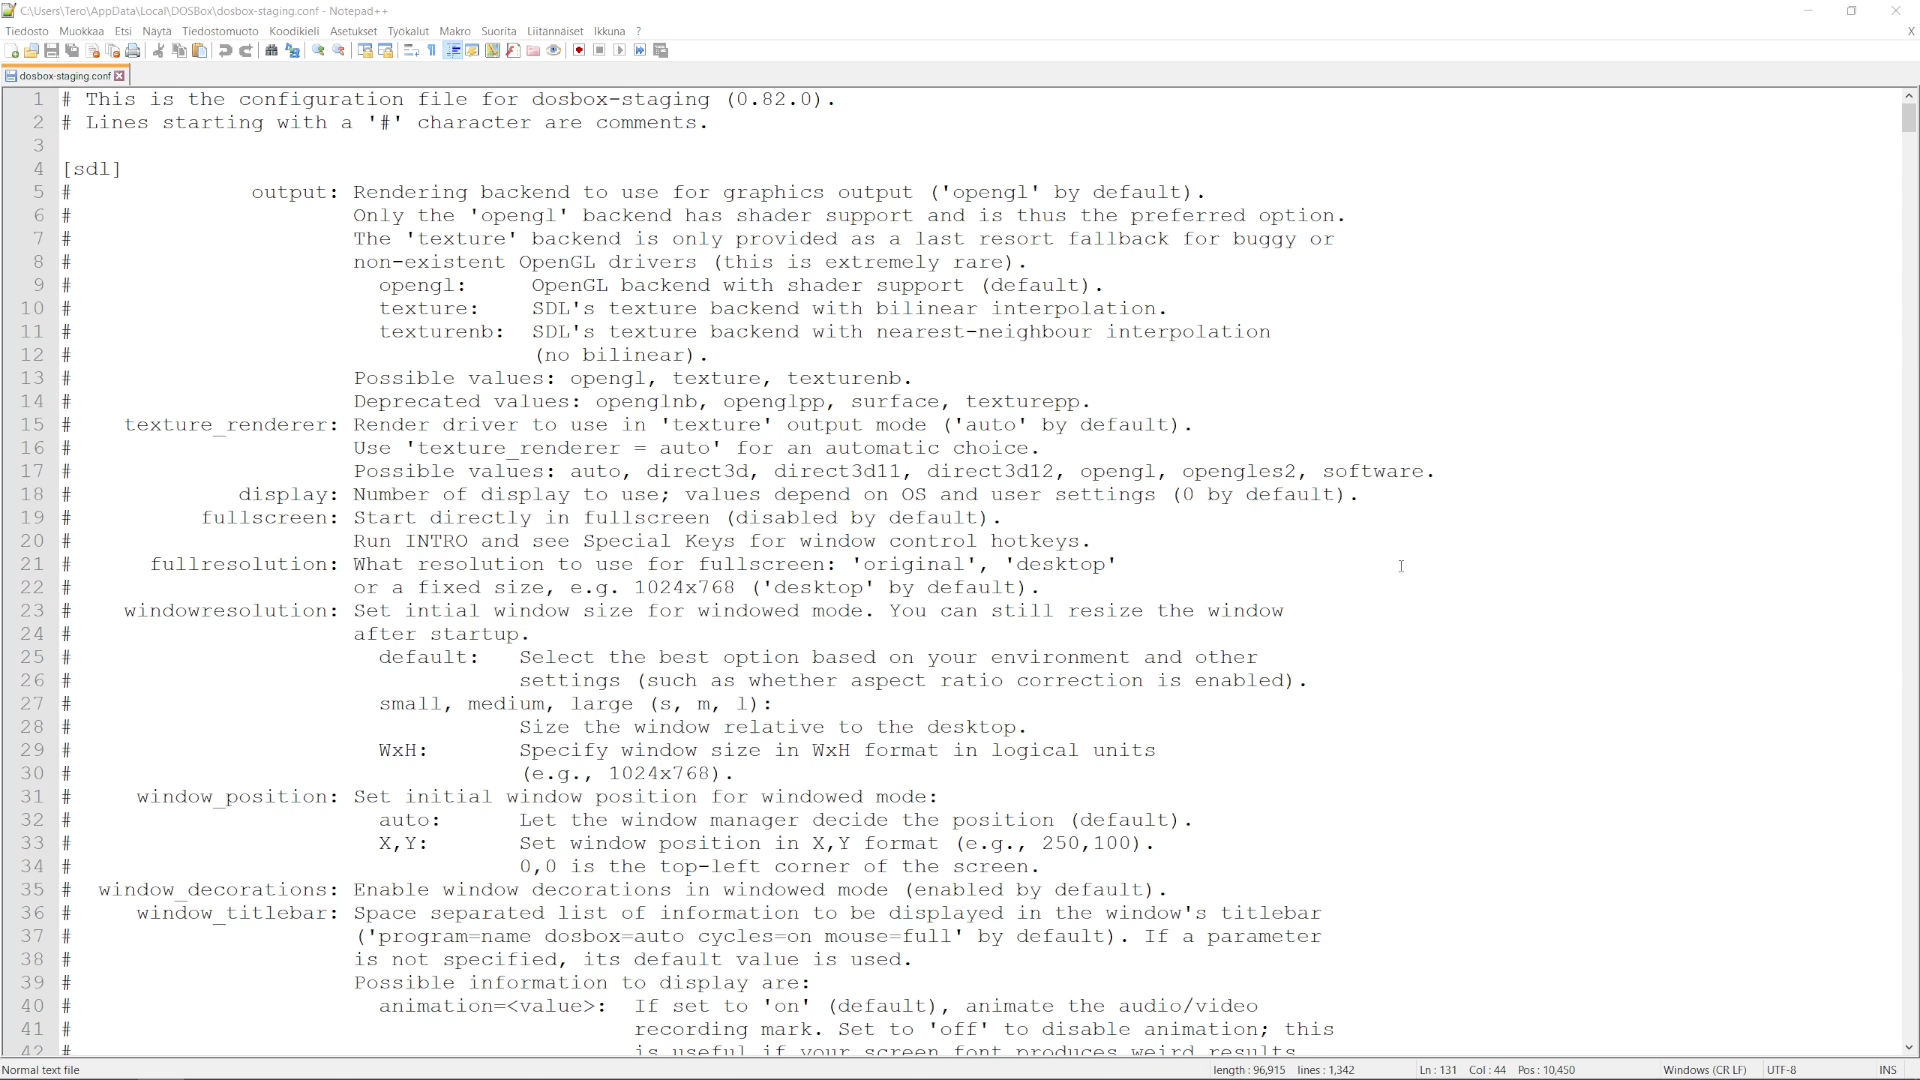 C:\Users\Tero\AppData\Local\DOSBox\dosbox-staging.conf - Notepad++
Tiedosto Muokkaa Etsi Näytä Tiedostomuoto Koodikieli Asetukset Työkalut Makro Suorita Liitännäiset Ikkuna ? X
dosbox-staging.conf
1 # This is the configuration file for dosbox-staging (0.82.0).
2 # Lines starting with a '#' character are comments.
3
4 [sdl]
5 # output: Rendering backend to use for graphics output ('opengl' by default).
6 # Only the 'opengl' backend has shader support and is thus the preferred option.
7 # The 'texture' backend is only provided as a last resort fallback for buggy or
8 # non-existent OpenGL drivers (this is extremely rare).
9 # opengl: OpenGL backend with shader support (default).
10 # texture: SDL's texture backend with bilinear interpolation.
11 # texturenb: SDL's texture backend with nearest-neighbour interpolation
12 # (no bilinear).
13 # Possible values: opengl, texture, texturenb.
14 # Deprecated values: openglnb, openglpp, surface, texturepp.
15 # texture_renderer: Render driver to use in 'texture' output mode ('auto' by default).
16 # Use 'texture_renderer = auto' for an automatic choice.
17 # Possible values: auto, direct3d, direct3d11, direct3d12, opengl, opengles2, software.
18 # display: Number of display to use; values depend on OS and user settings (0 by default).
19 # fullscreen: Start directly in fullscreen (disabled by default).
20 # Run INTRO and see Special Keys for window control hotkeys.
21 # fullresolution: What resolution to use for fullscreen: 'original', 'desktop'
22 # or a fixed size, e.g. 1024x768 ('desktop' by default).
23 # windowresolution: Set intial window size for windowed mode. You can still resize the window
24 # after startup.
25 # default: Select the best option based on your environment and other
26 # settings (such as whether aspect ratio correction is enabled).
27 # small, medium, large (s, m, l):
28 # Size the window relative to the desktop.
29 # WxH: Specify window size in WxH format in logical units
30 # (e.g., 1024x768).
31 # window_position: Set initial window position for windowed mode:
32 # auto: Let the window manager decide the position (default).
33 # X,Y: Set window position in X,Y format (e.g., 250,100).
34 # 0,0 is the top-left corner of the screen.
35 # window_decorations: Enable window decorations in windowed mode (enabled by default).
36 # window_titlebar: Space separated list of information to be displayed in the window's titlebar
37 # ('program=name dosbox=auto cycles=on mouse=full' by default). If a parameter
38 # is not specified, its default value is used.
39 # Possible information to display are:
40 # animation=<value>: If set to 'on' (default), animate the audio/video
41 # recording mark. Set to 'off' to disable animation; this
42 # is useful if your screen font produces weird results
Normal text file length : 96,915 lines : 1,342 Ln : 131 Col : 44 Pos : 10,450 Windows (CR LF) UTF-8 INS